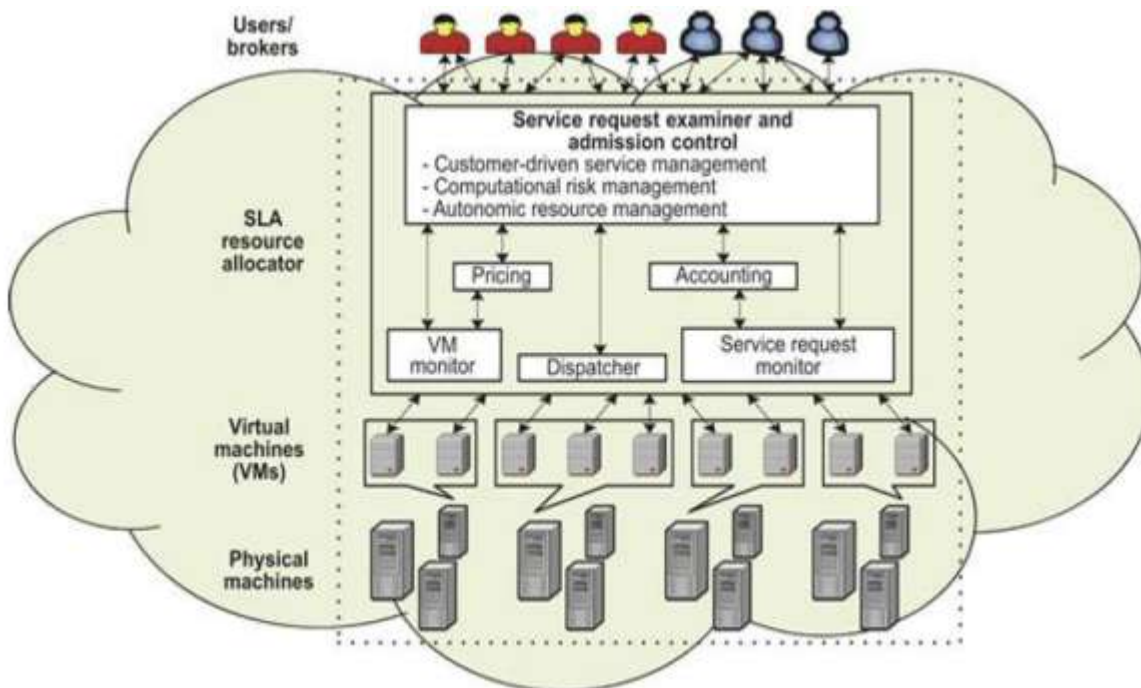 Users/
brokers
Service request examiner and
admission control
- Customer-driven service management
- Computational risk management
- Autonomic resource management
SLA
resource
allocator
Pricing
Accounting
VM
monitor
Dispatcher
Service request
monitor
Virtual
machines
(VMs)
Physical
machines